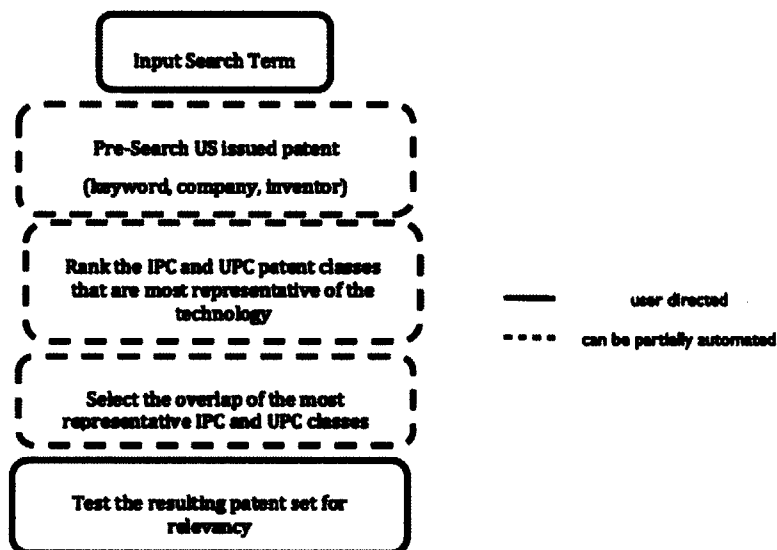 Input Search Term
Pre-Search US issued patent
(keyword, company, inventor)
Rank the IPC and UPC patent classes
that are most representative of the
technology
user directed
can be partially automated
Select the overlap of the most
representative IPC and UPC classes
Test the resulting patent set for
relevancy